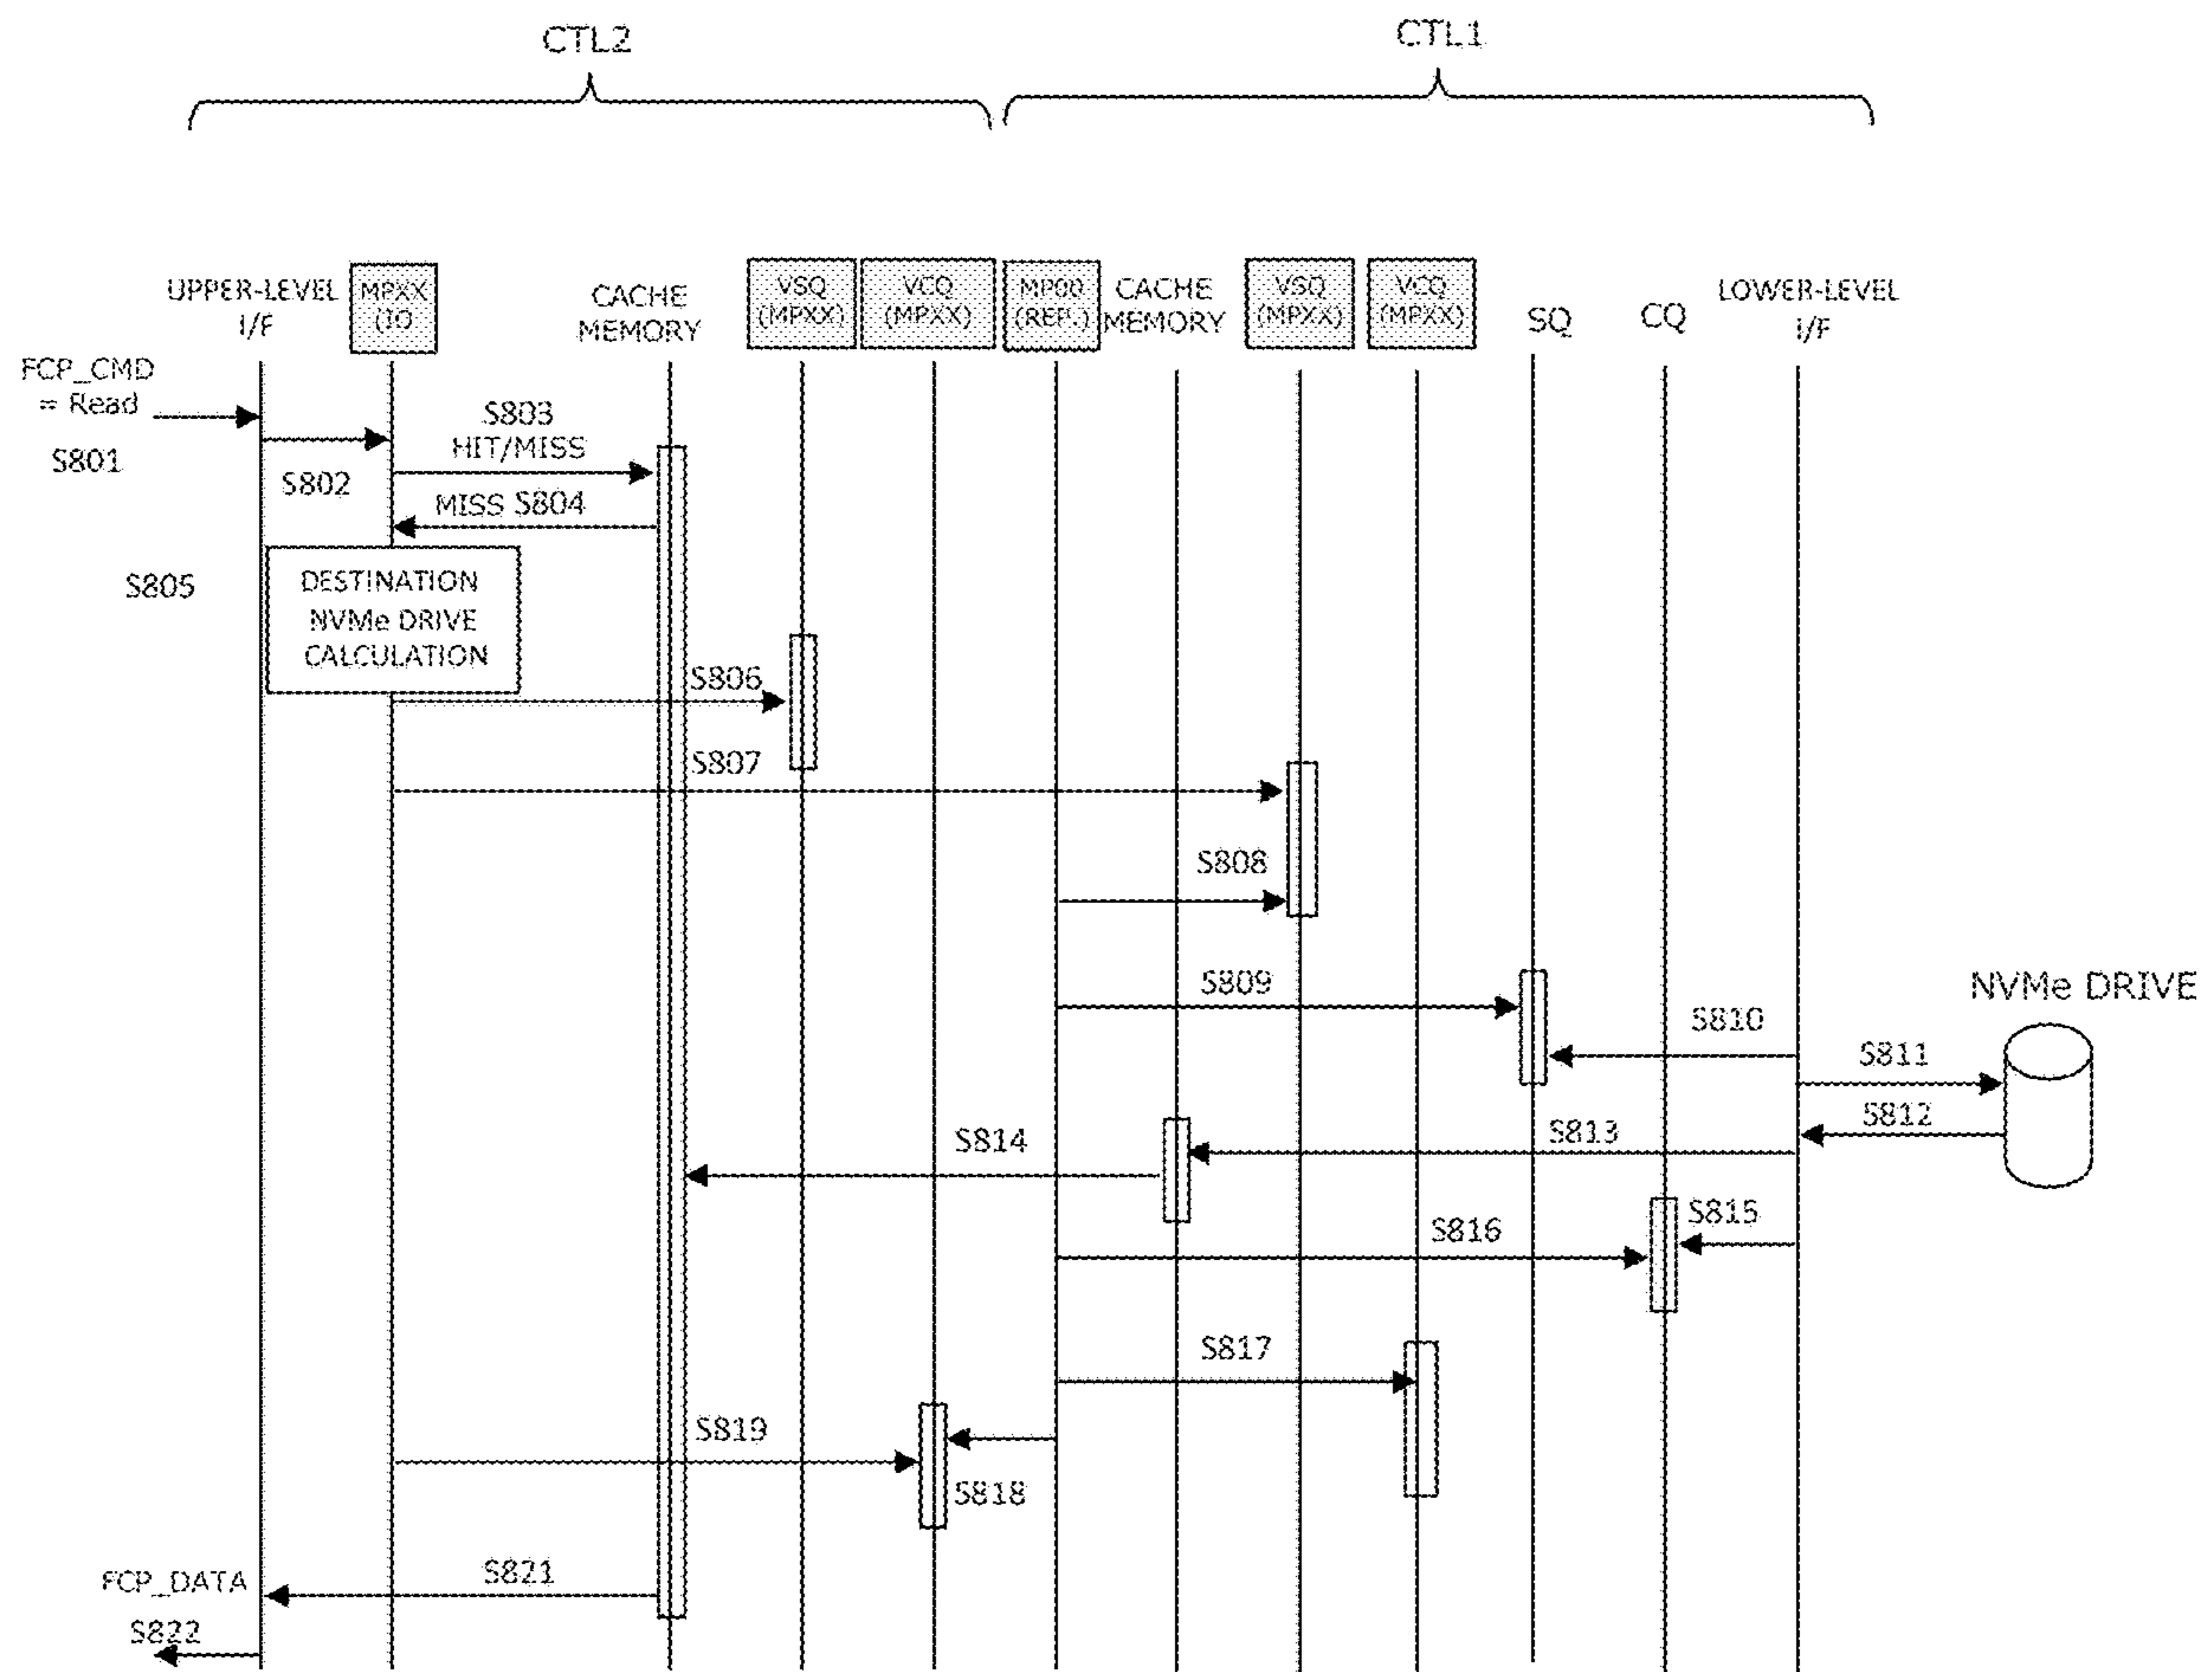 CTL2
CTL1
UPPER-LEVEL
I/F
MPXX
(IO
CACHE
MEMORY
VSQ
(MPXX)
VCQ
(MPXX)
MP00
(REP.)
CACHE
MEMORY
VSQ
(MPXX)
VCQ
(MPXX)
SQ
CQ
LOWER-LEVEL
I/F
FCP_CMD
= Read
S801
S802
S803
HIT/MISS
MISS S804
S805
DESTINATION
NVMe DRIVE
CALCULATION
S806
S807
S808
S809
NVMe DRIVE
S810
S811
S812
S813
S814
S815
S816
S817
S819
S818
S821
FCP_DATA
S822